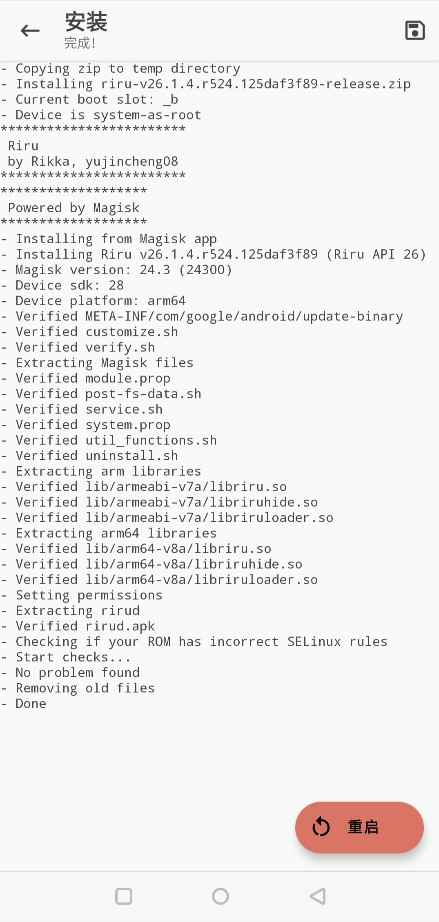 安装
完成!
- Copying zip to temp directory
- Installing riru-v26.1.4.r524.125daf3f89-release.zip
- Current boot slot: _b
- Device is system-as-root
************************
Riru
by Rikka, yujincheng08
************************
*******************
Powered by Magisk
*******************
- Installing from Magisk app
- Installing Riru v26.1.4.r524.125daf3f89 (Riru API 26)
- Magisk version: 24.3 (24300)
- Device sdk: 28
- Device platform: arm64
- Verified META-INF/com/google/android/update-binary
- Verified customize.sh
- Verified verify.sh
- Extracting Magisk files
- Verified module.prop
- Verified post-fs-data.sh
- Verified service.sh
- Verified system.prop
- Verified util_functions.sh
- Verified uninstall.sh
- Extracting arm libraries
- Verified lib/armeabi-v7a/libriru.so
- Verified lib/armeabi-v7a/libriruhide.so
- Verified lib/armeabi-v7a/libriruloader.so
- Extracting arm64 libraries
- Verified lib/arm64-v8a/libriru.so
- Verified lib/arm64-v8a/libriruhide.so
- Verified lib/arm64-v8a/libriruloader.so
- Setting permissions
- Extracting rirud
- Verified rirud.apk
- Checking if your ROM has incorrect SELinux rules
- Start checks...
- No problem found
- Removing old files
- Done
重启